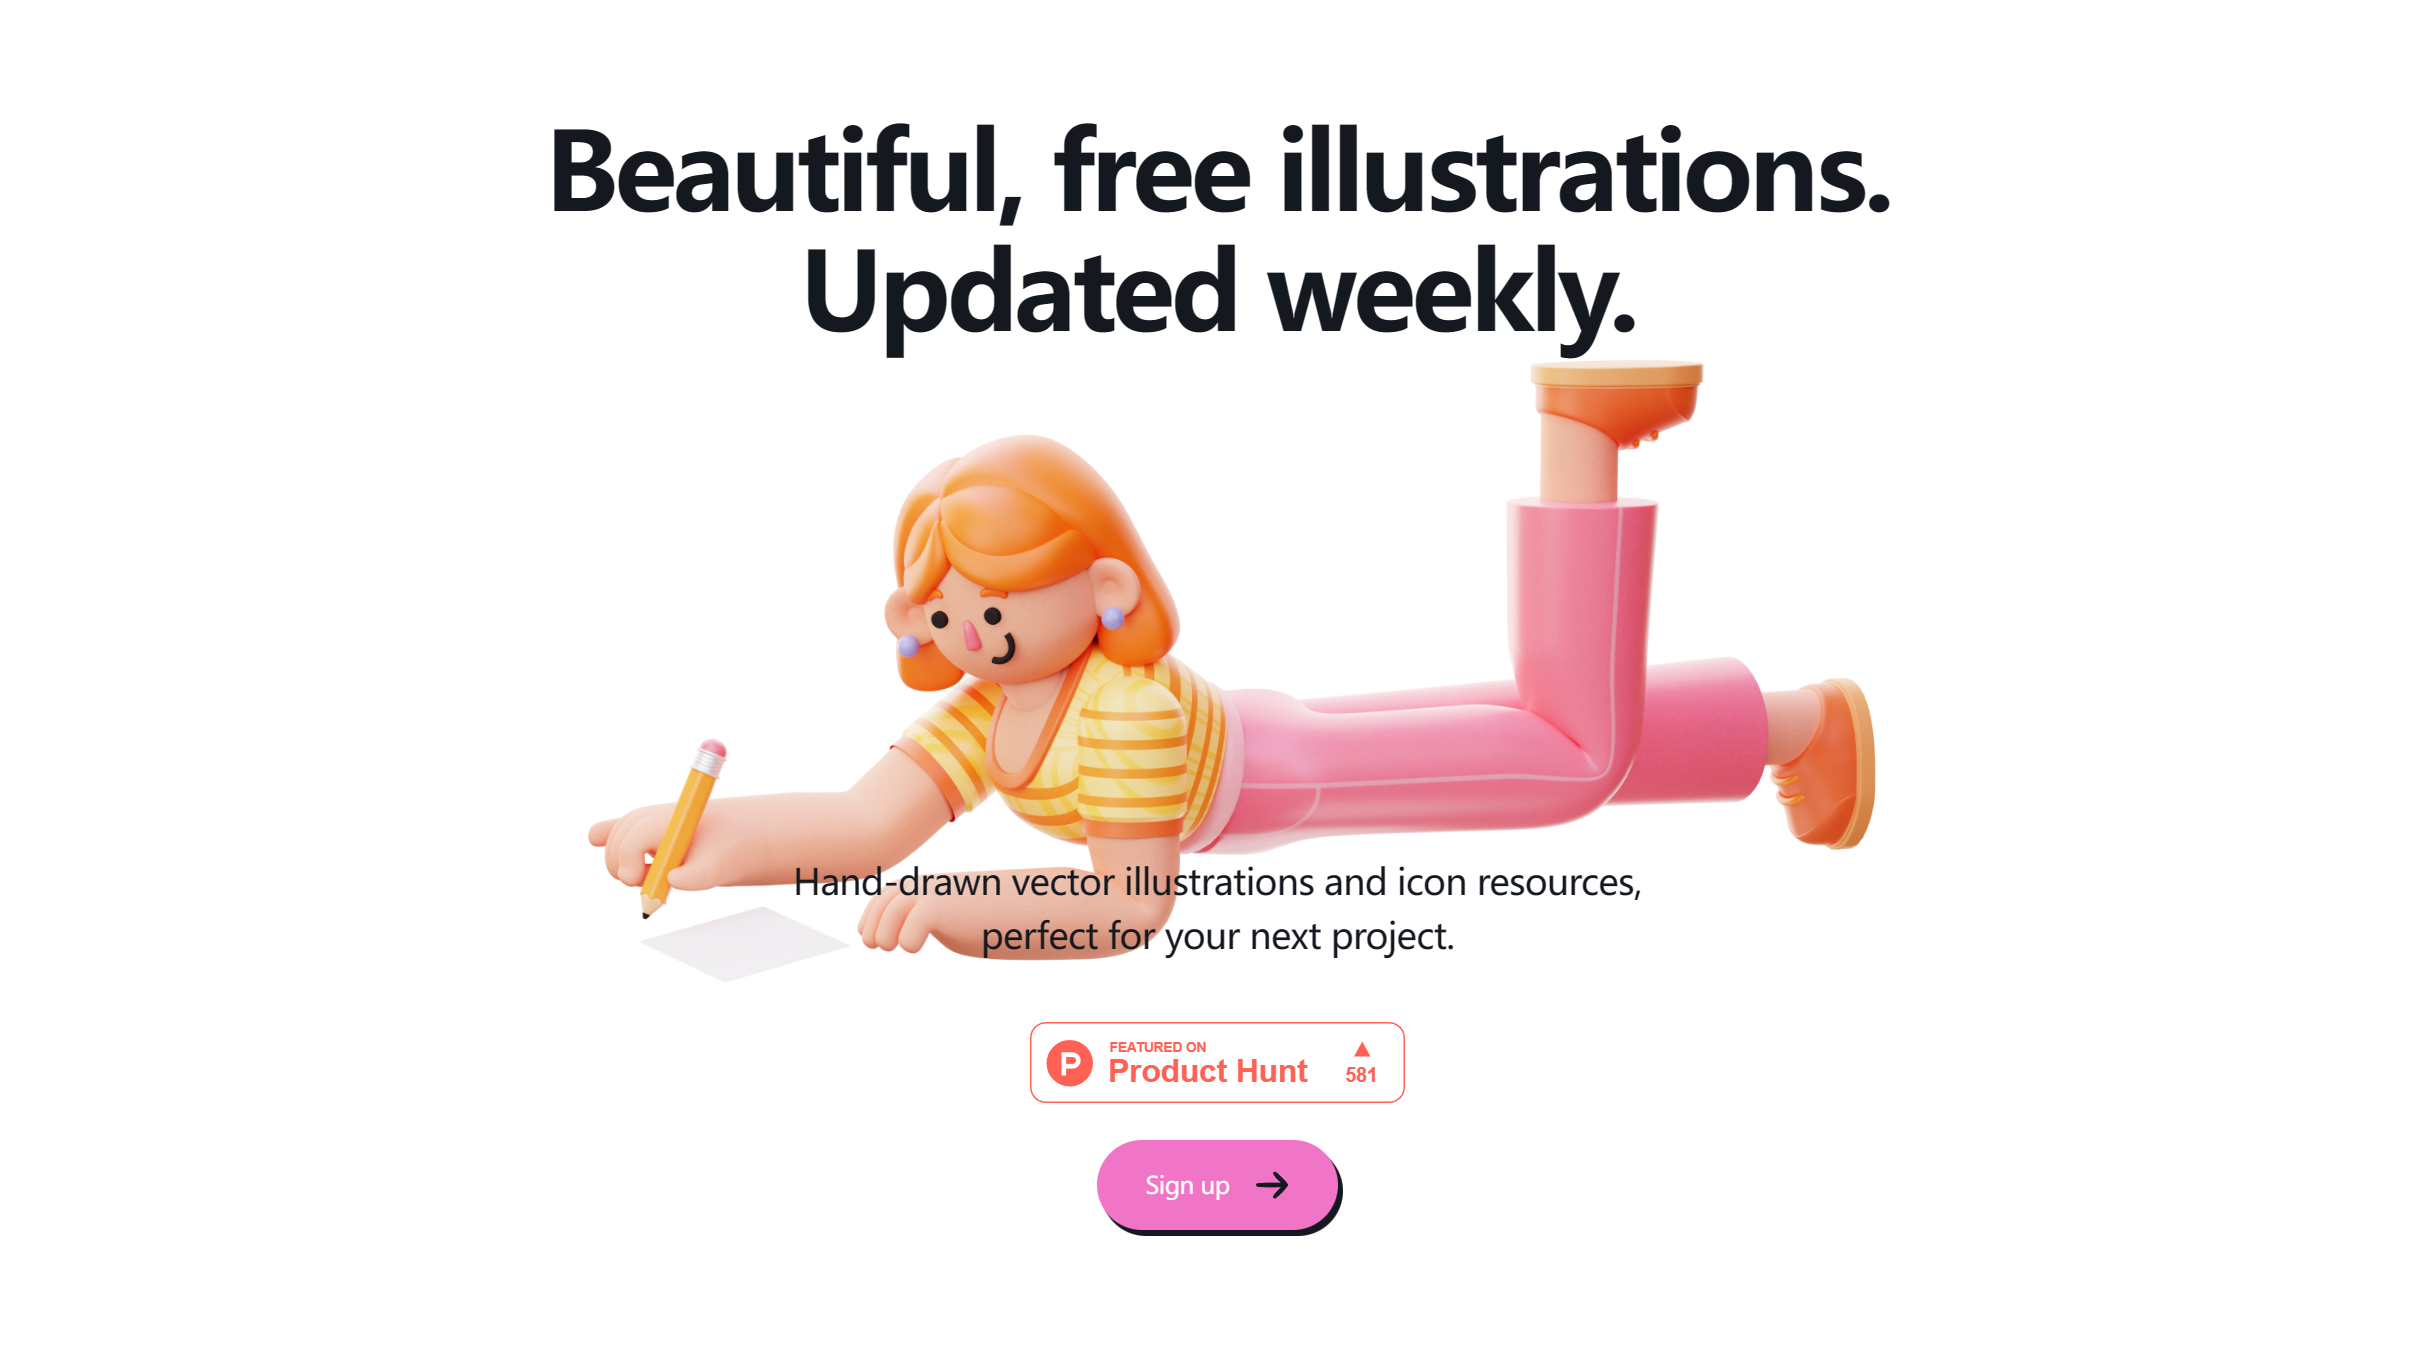 Beautiful, free illustrations.
Updated weekly.
Hand-drawn vector illustrations and icon resources,
perfect for your next project.
P
FEATURED ON
Product Hunt
581
Sign up